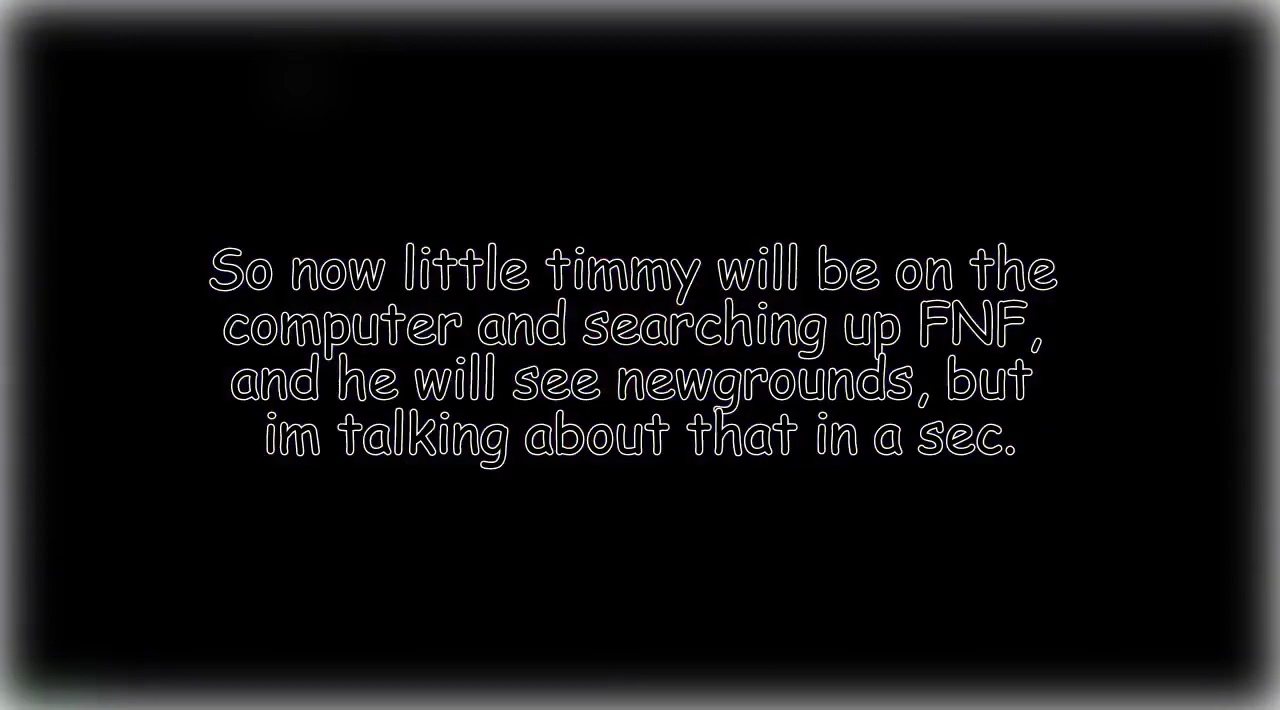 So now little timmy will be on the
computer and searching up FNF,
and he will see newgrounds, but
im talking about that in a sec.